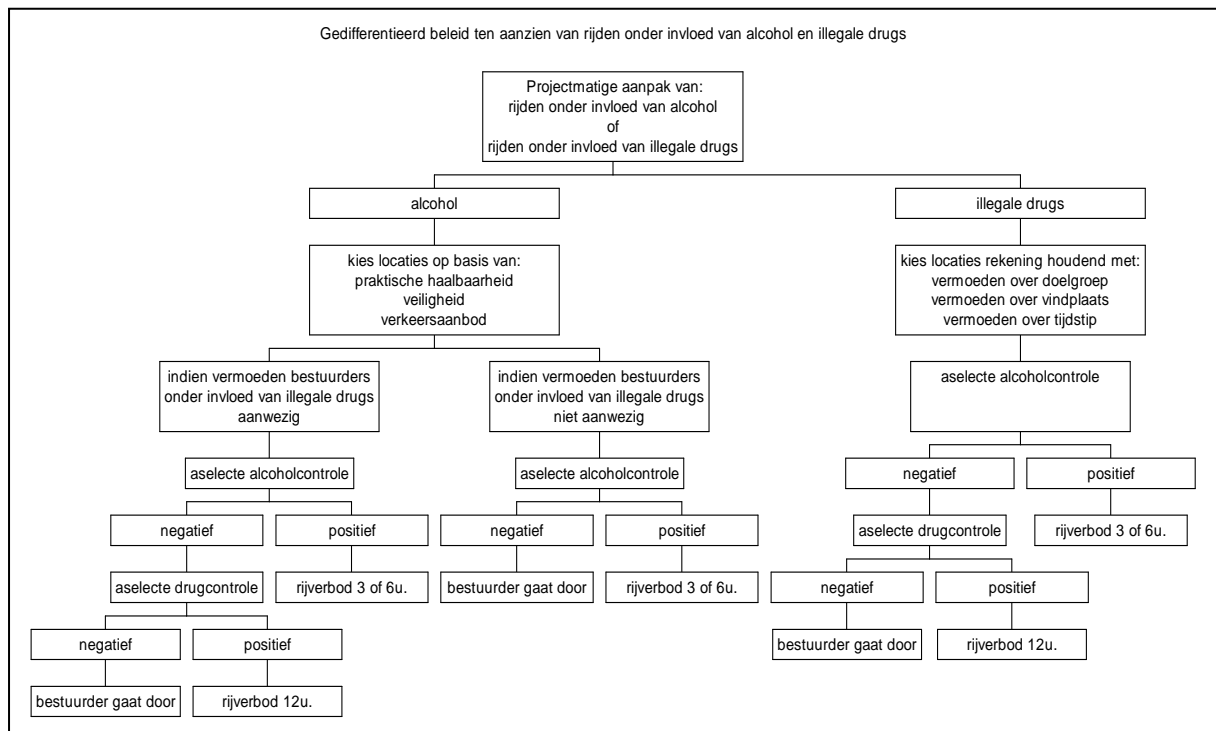 Gedifferentieerd beleid ten aanzien van rijden onder invloed van alcohol en illegale drugs
Projectmatige aanpak van:
rijden onder invloed van alcohol
of
rijden onder invloed van illegale drugs
alcohol
illegale drugs
kies locaties op basis van:
praktische haalbaarheid
veiligheid
verkeersaanbod
kies locaties rekening houdend met:
vermoeden over doelgroep
vermoeden over vindplaats
vermoeden over tijdstip
indien vermoeden bestuurders
onder invloed van illegale drugs
aanwezig
indien vermoeden bestuurders
onder invloed van illegale drugs
niet aanwezig
aselecte alcoholcontrole
aselecte alcoholcontrole
aselecte alcoholcontrole
negatief
positief
negatief
positief
negatief
positief
aselecte drugcontrole
rijverbod 3 of 6u.
bestuurder gaat door
rijverbod 3 of 6u.
aselecte drugcontrole
rijverbod 3 of 6u.
negatief
positief
negatief
positief
bestuurder gaat door
rijverbod 12u.
bestuurder gaat door
rijverbod 12u.